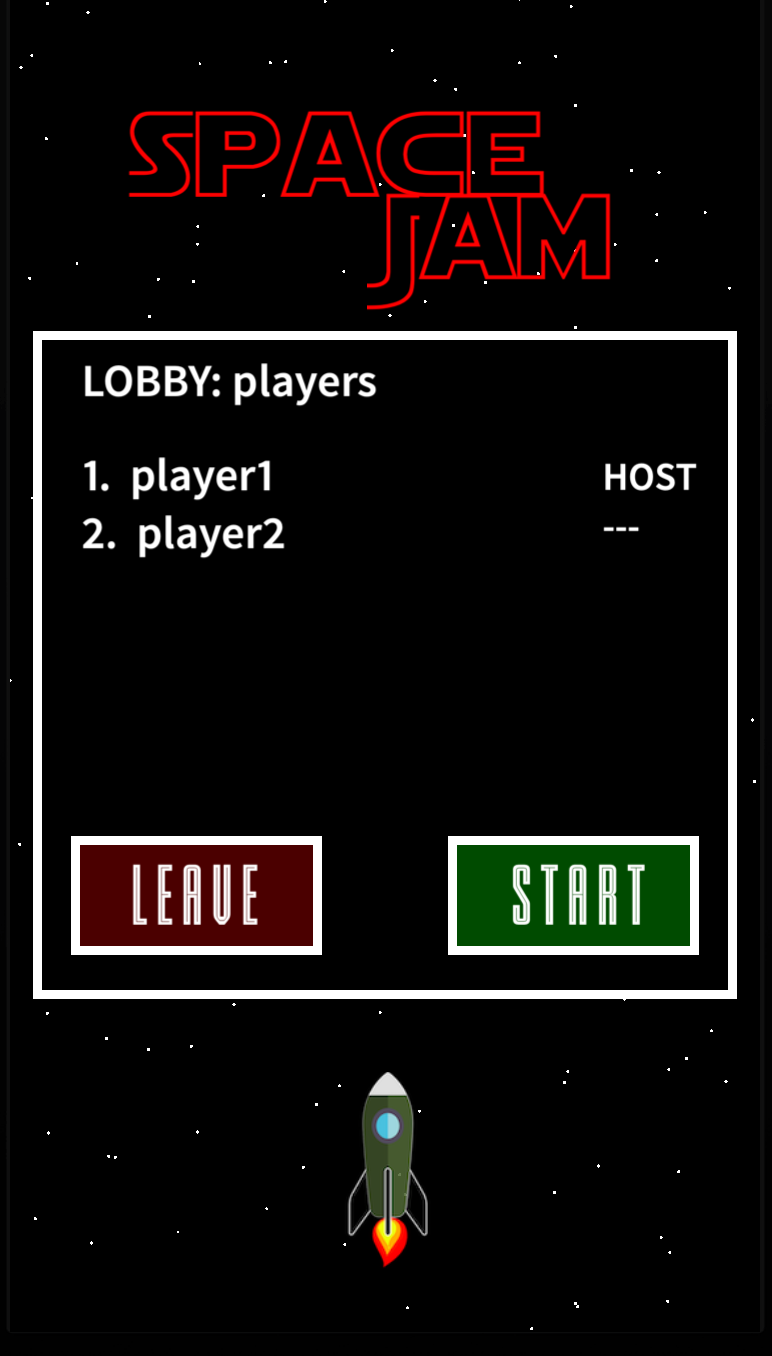 SPACE
JAM
LOBBY: players
1. player1 HOST
2. player2 ---
LEAVE START